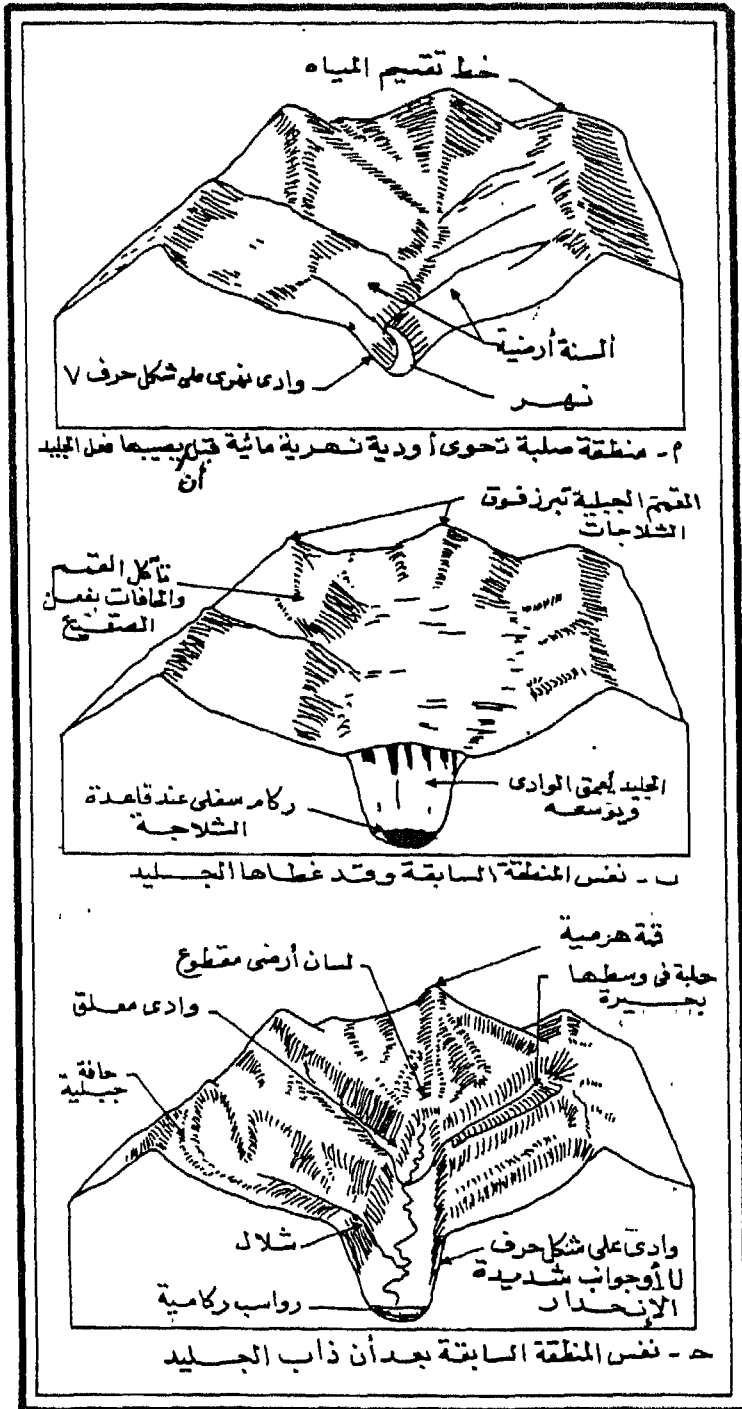 خط تقسيم المياه
ألسنة أرضية
وادى نهرى على شكل حرف V
نهر
م - منطقة صلبة تحوى أودية نهرية مائية قبل أن يصيبها فعل الجليد
القمم الجبلية تبرز فوق
الثلاجات
تآكل القمم
والحافات بفعل
الصقيع
الجليد يعمق الوادى
ويوسعه
ركام سفلى عند قاعدة
الثلاجة
ب - نفس المنطقة السابقة وقد غطاها الجليد
قمة هرمية
لسان أرضى مقطوع
حلبة فى وسطها
بحيرة
وادى معلق
حافة
جبلية
شلال
وادى على شكل حرف
U أو جوانب شديدة
الإنحدار
رواسب ركامية
حـ - نفس المنطقة السابقة بعد أن ذاب الجليد